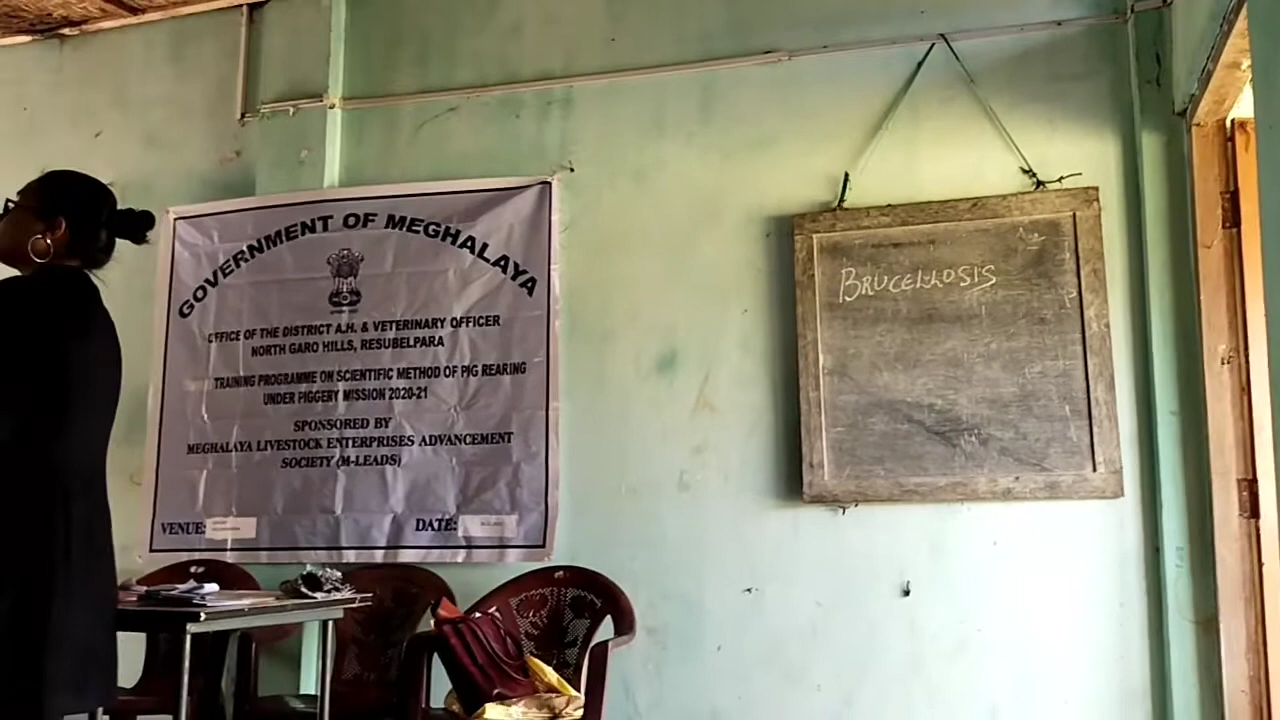 GOVERNMENT OF MEGHALAYA
OFFICE OF THE DISTRICT A.H. & VETERINARY OFFICER
NORTH GARO HILLS, RESUBELPARA
TRAINING PROGRAMME ON SCIENTIFIC METHOD OF PIG REARING
UNDER PIGGERY MISSION 2020-21
SPONSORED BY
MEGHALAYA LIVESTOCK ENTERPRISES ADVANCEMENT
SOCIETY (M-LEADS)
VENUE:
DATE:
BRUCELLOSIS